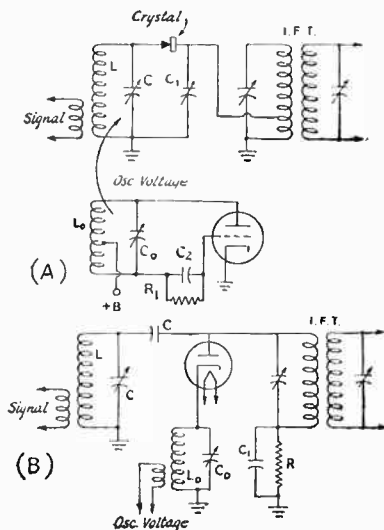 Crystal
I.F.T.
L
C
C1
Signal
Osc Voltage
Lo
Co
C2
R1
+B
(A)
I.F.T.
C
L
C
Signal
Lo
Co
C1
R
(B)
Osc. Voltage